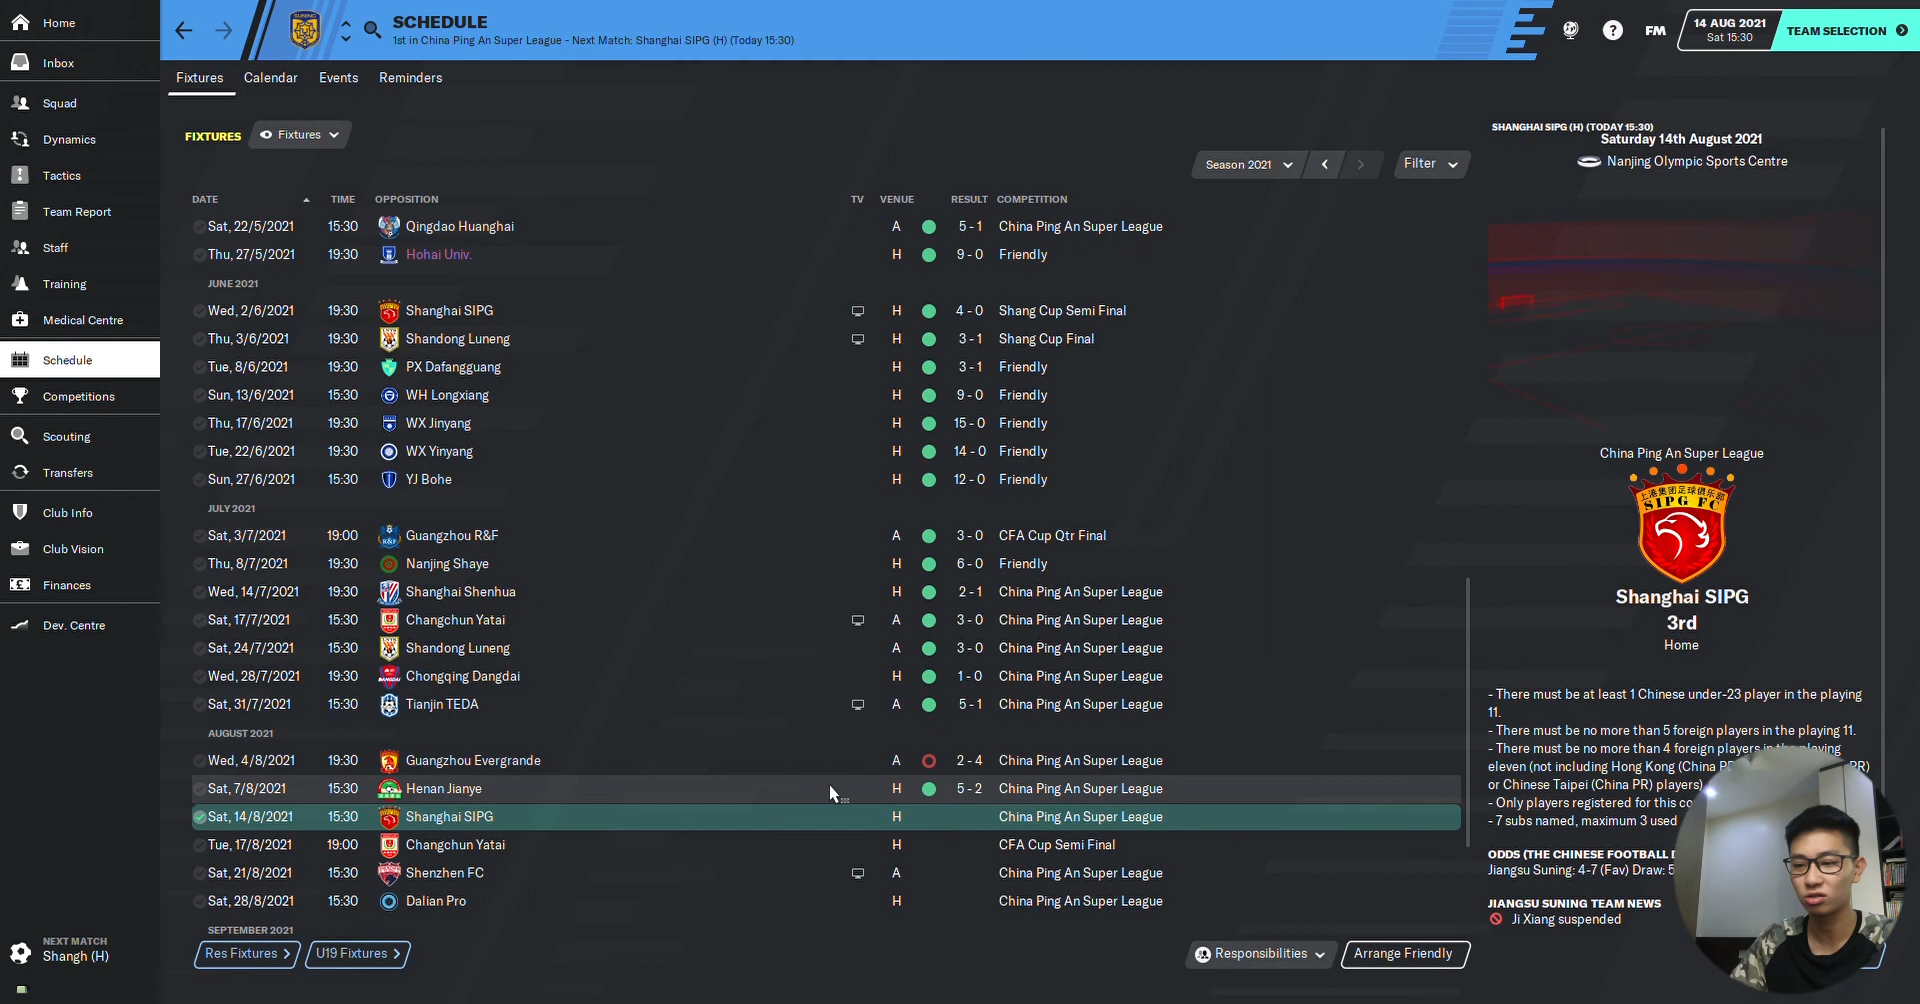 Home
Inbox
Squad
Dynamics
Tactics
Team Report
Staff
Training
Medical Centre
Schedule
Competitions
Scouting
Transfers
Club Info
Club Vision
Finances
Dev. Centre
NEXT MATCH
Shangh (H)
SUNING
SCHEDULE
1st in China Ping An Super League - Next Match: Shanghai SIPG (H) (Today 15:30)
FM
14 AUG 2021
Sat 15:30
TEAM SELECTION
Fixtures Calendar Events Reminders
FIXTURES Fixtures
Season 2021 Filter
DATE TIME OPPOSITION TV VENUE RESULT COMPETITION
Sat, 22/5/2021 15:30 Qingdao Huanghai A 5 - 1 China Ping An Super League
Thu, 27/5/2021 19:30 Hohai Univ. H 9 - 0 Friendly
JUNE 2021
Wed, 2/6/2021 19:30 Shanghai SIPG H 4 - 0 Shang Cup Semi Final
Thu, 3/6/2021 19:30 Shandong Luneng H 3 - 1 Shang Cup Final
Tue, 8/6/2021 19:30 PX Dafangguang H 3 - 1 Friendly
Sun, 13/6/2021 15:30 WH Longxiang H 9 - 0 Friendly
Thu, 17/6/2021 19:30 WX Jinyang H 15 - 0 Friendly
Tue, 22/6/2021 19:30 WX Yinyang H 14 - 0 Friendly
Sun, 27/6/2021 15:30 YJ Bohe H 12 - 0 Friendly
JULY 2021
Sat, 3/7/2021 19:00 Guangzhou R&F A 3 - 0 CFA Cup Qtr Final
Thu, 8/7/2021 19:30 Nanjing Shaye H 6 - 0 Friendly
Wed, 14/7/2021 19:30 Shanghai Shenhua H 2 - 1 China Ping An Super League
Sat, 17/7/2021 15:30 Changchun Yatai A 3 - 0 China Ping An Super League
Sat, 24/7/2021 15:30 Shandong Luneng A 3 - 0 China Ping An Super League
Wed, 28/7/2021 19:30 Chongqing Dangdai H 1 - 0 China Ping An Super League
Sat, 31/7/2021 15:30 Tianjin TEDA A 5 - 1 China Ping An Super League
AUGUST 2021
Wed, 4/8/2021 19:30 Guangzhou Evergrande A 2 - 4 China Ping An Super League
Sat, 7/8/2021 15:30 Henan Jianye H 5 - 2 China Ping An Super League
Sat, 14/8/2021 15:30 Shanghai SIPG H China Ping An Super League
Tue, 17/8/2021 19:00 Changchun Yatai H CFA Cup Semi Final
Sat, 21/8/2021 15:30 Shenzhen FC A China Ping An Super League
Sat, 28/8/2021 15:30 Dalian Pro H China Ping An Super League
SEPTEMBER 2021
Res Fixtures U19 Fixtures Responsibilities Arrange Friendly
SHANGHAI SIPG (H) (TODAY 15:30)
Saturday 14th August 2021
Nanjing Olympic Sports Centre
China Ping An Super League
上港集团足球俱乐部
SIPG FC
Shanghai SIPG
3rd
Home
- There must be at least 1 Chinese under-23 player in the playing
11.
- There must be no more than 5 foreign players in the playing 11.
- There must be no more than 4 foreign players in the playing
eleven (not including Hong Kong (China PR)
or Chinese Taipei (China PR) players)
- Only players registered for this
- 7 subs named, maximum 3 used
ODDS (THE CHINESE FOOTBALL
Jiangsu Suning: 4-7 (Fav) Draw:
JIANGSU SUNING TEAM NEWS
Ji Xiang suspended